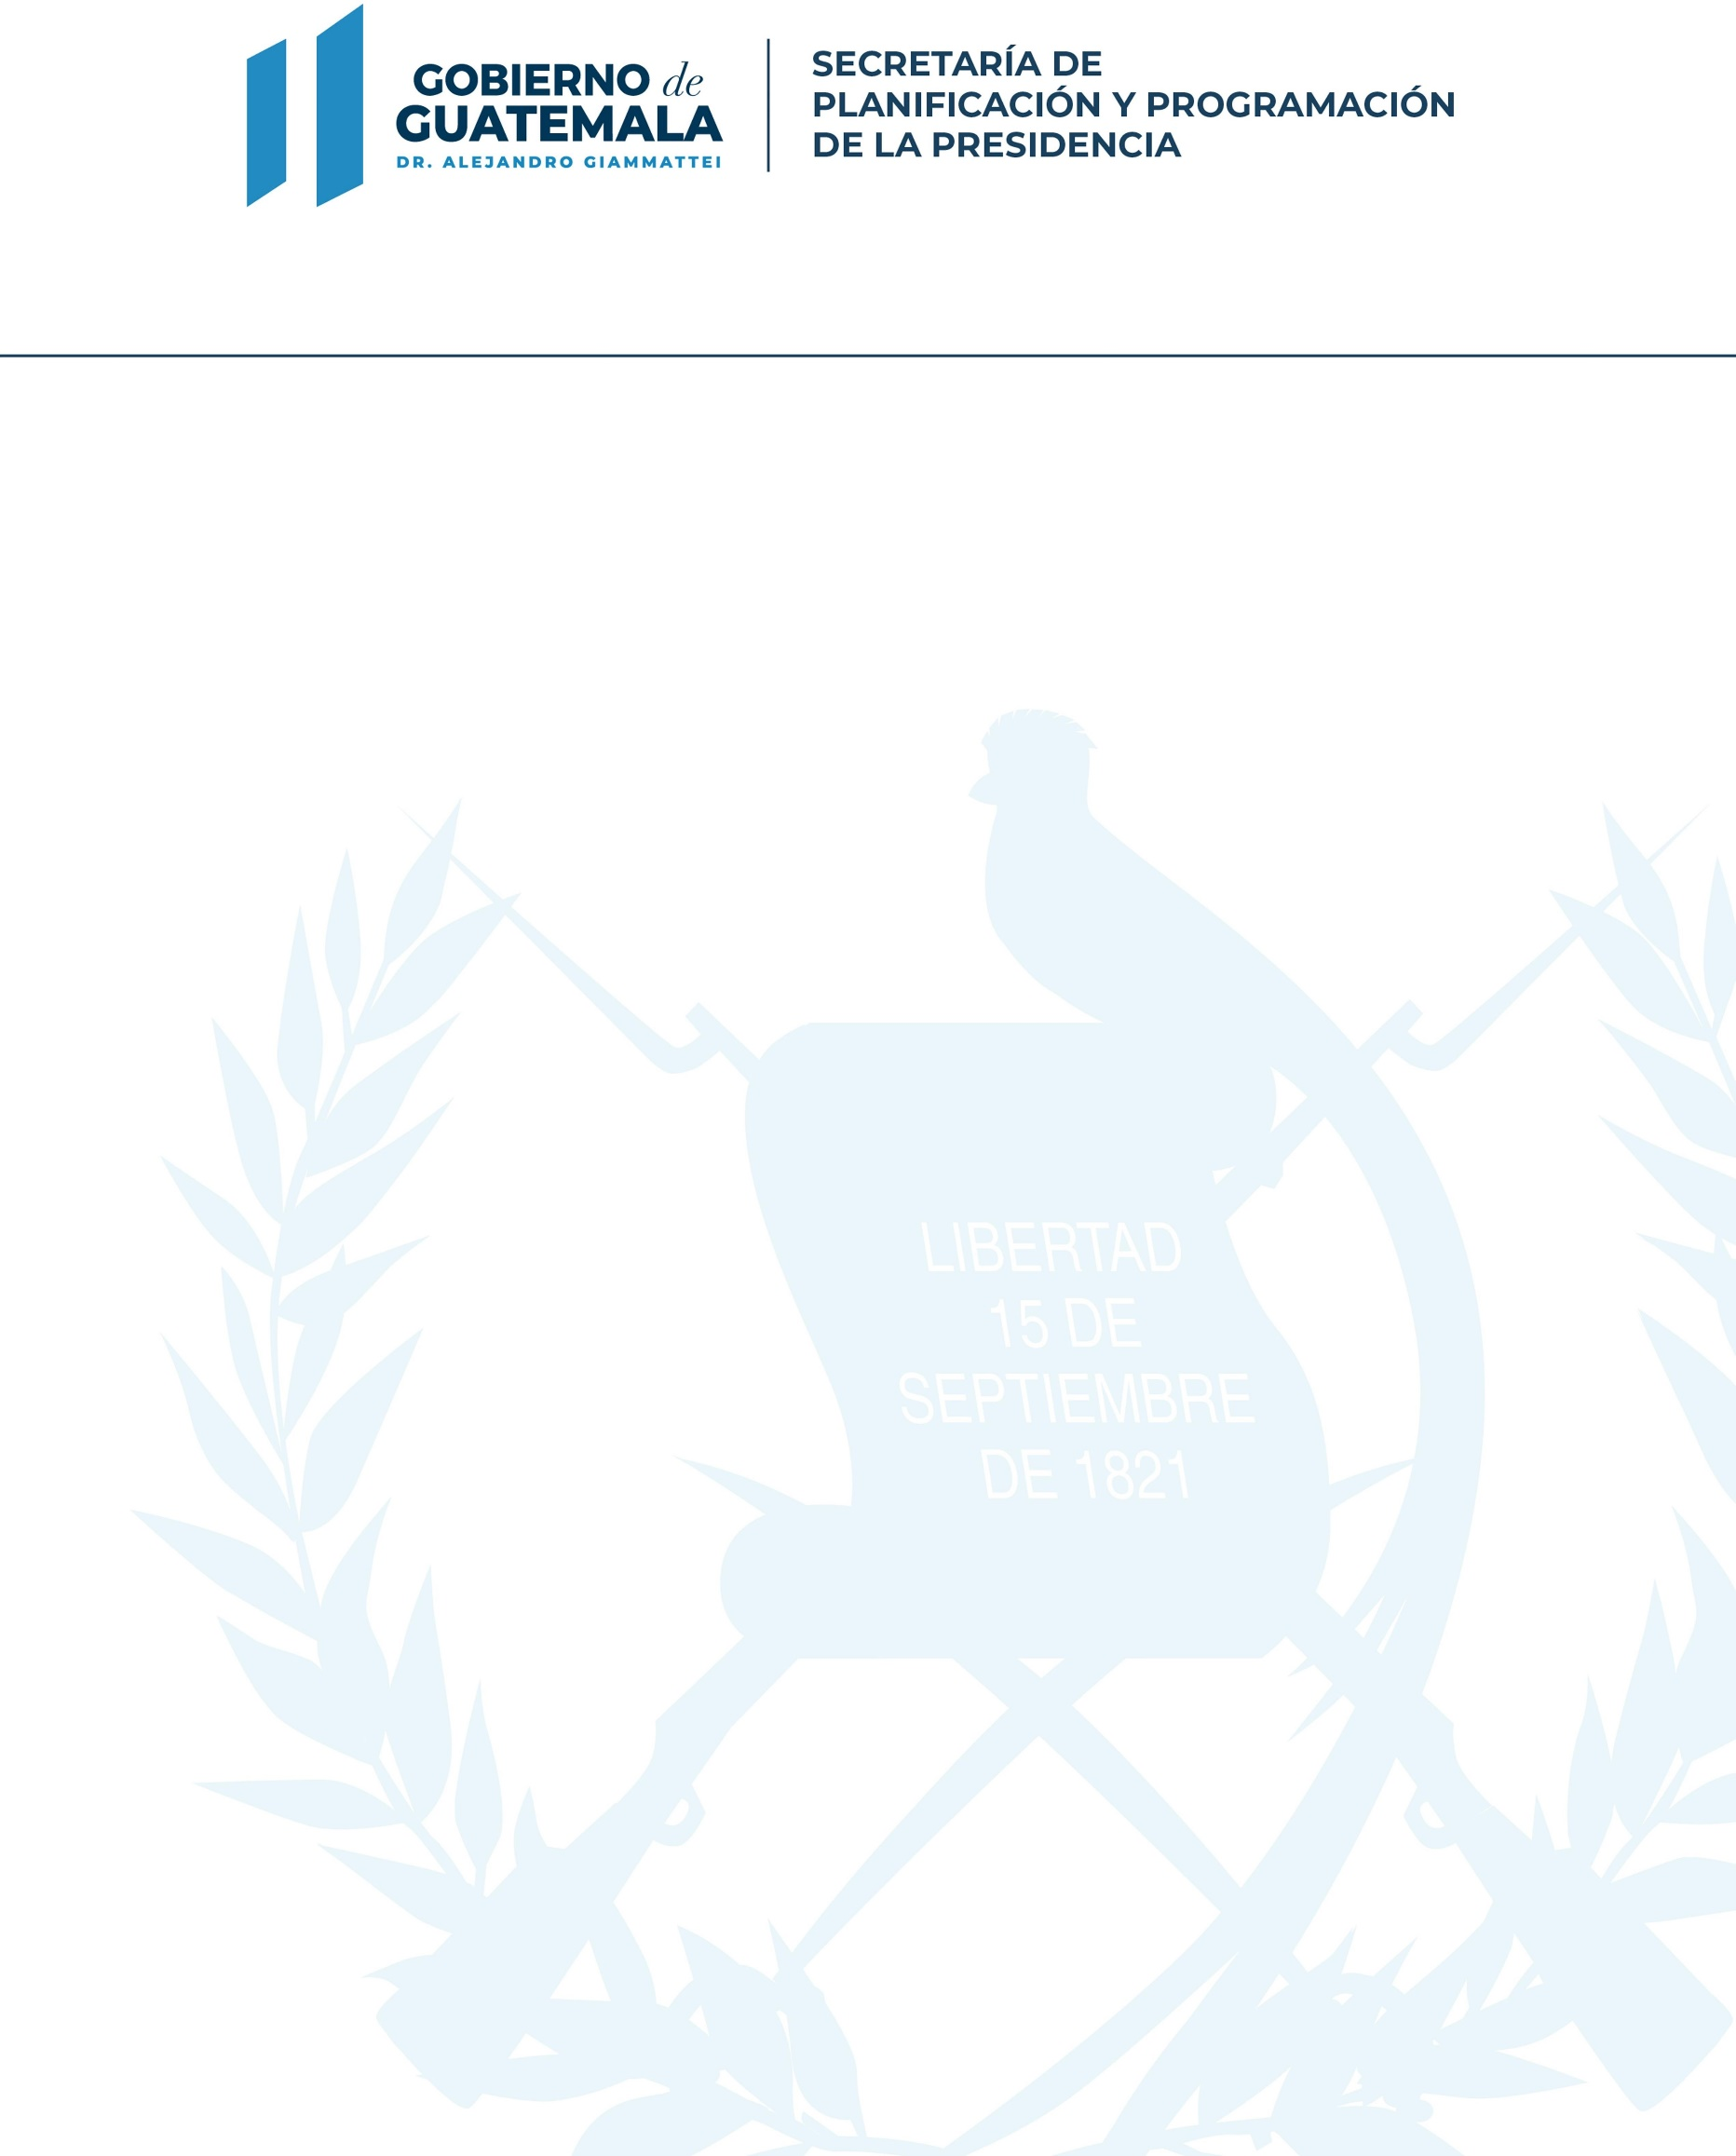 GOBIERNO de
GUATEMALA
DR. ALEJANDRO GIAMMATTEI
SECRETARÍA DE
PLANIFICACIÓN Y PROGRAMACIÓN
DE LA PRESIDENCIA
LIBERTAD
15 DE
SEPTIEMBRE
DE 1821